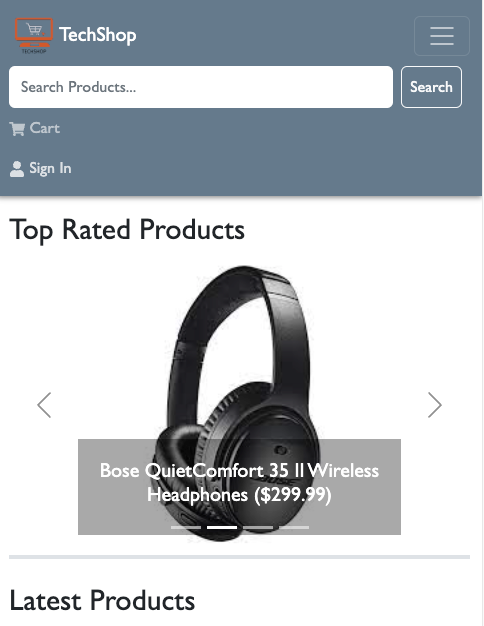 TECHSHOP
TechShop
Search Products...
Search
Cart
Sign In
Top Rated Products
BOSE
Bose QuietComfort 35 II Wireless
Headphones ($299.99)
Latest Products